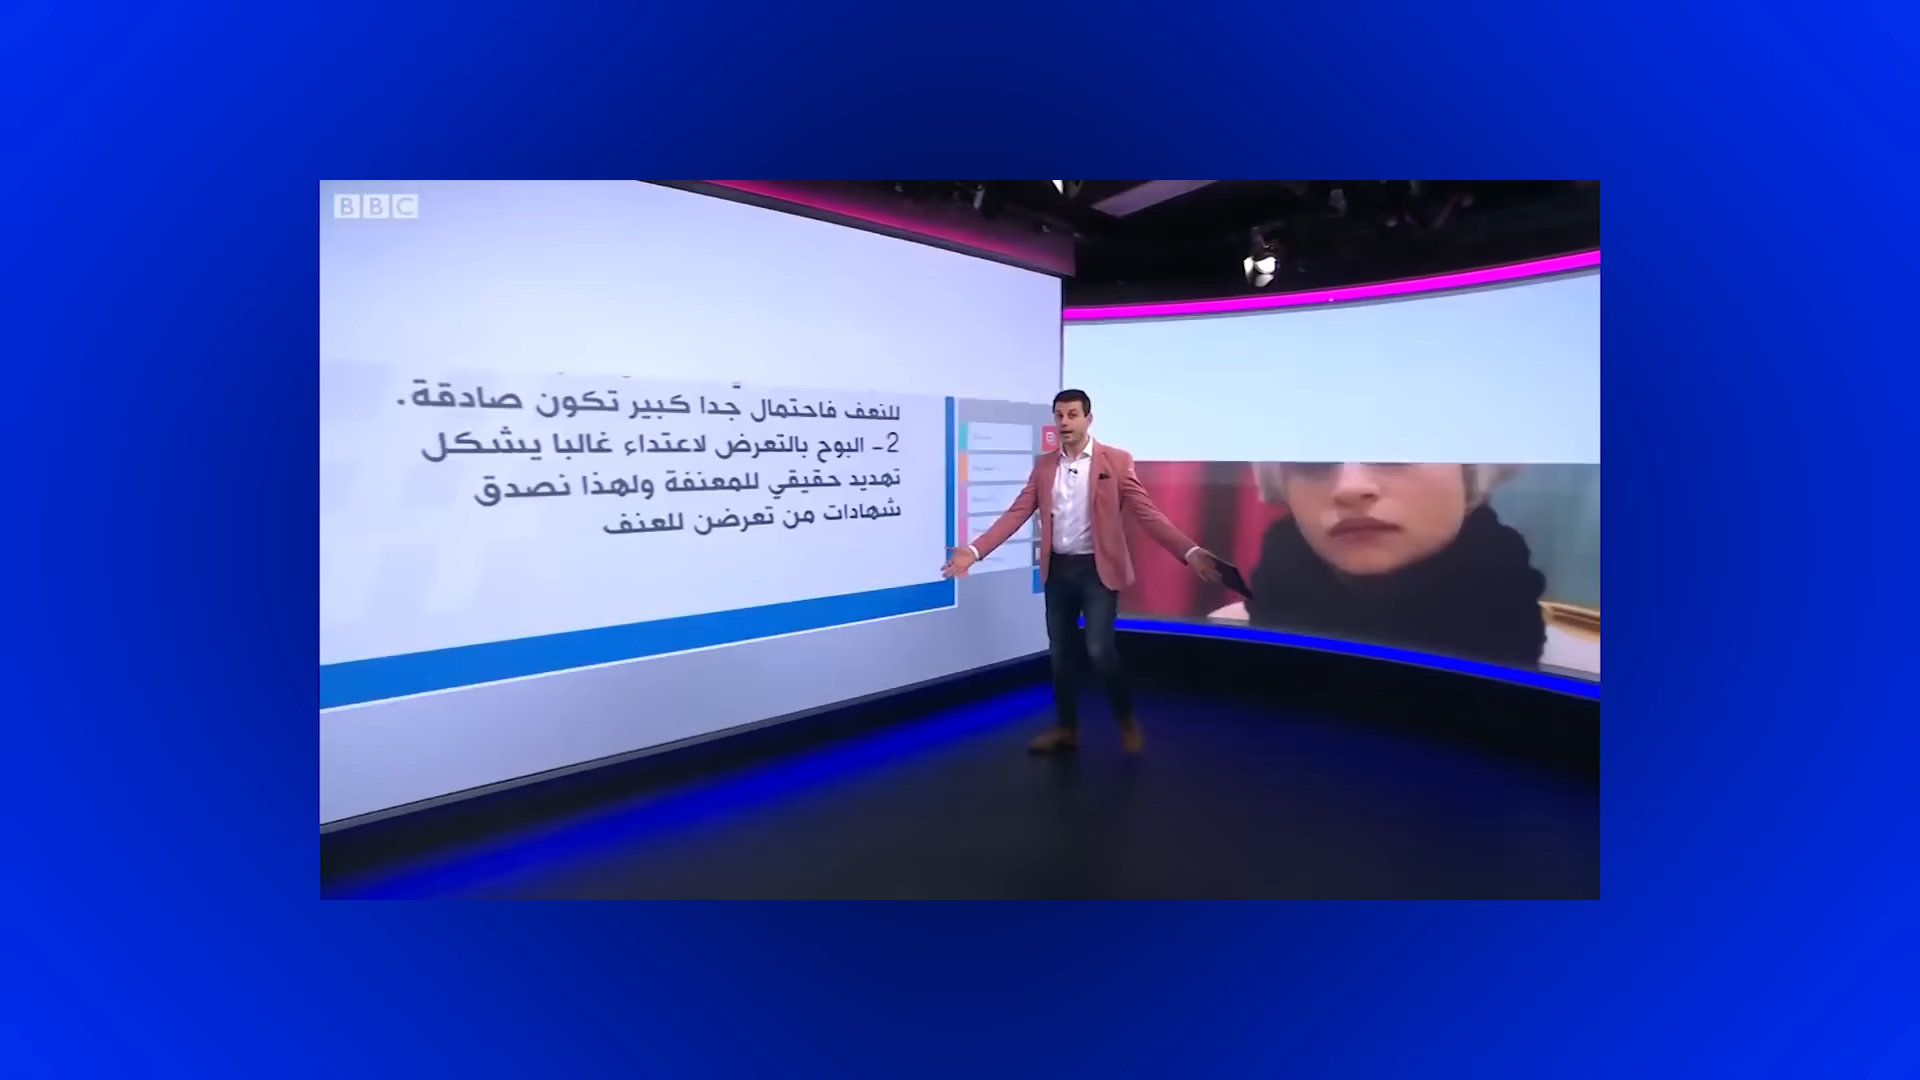 BBC
للنعف فاحتمال جدا كبير تكون صادقة.
2- البوح بالتعرض لاعتداء غالبا يشكل
تهديد حقيقي للمعنفة ولهذا نصدق
شهادات من تعرضن للعنف